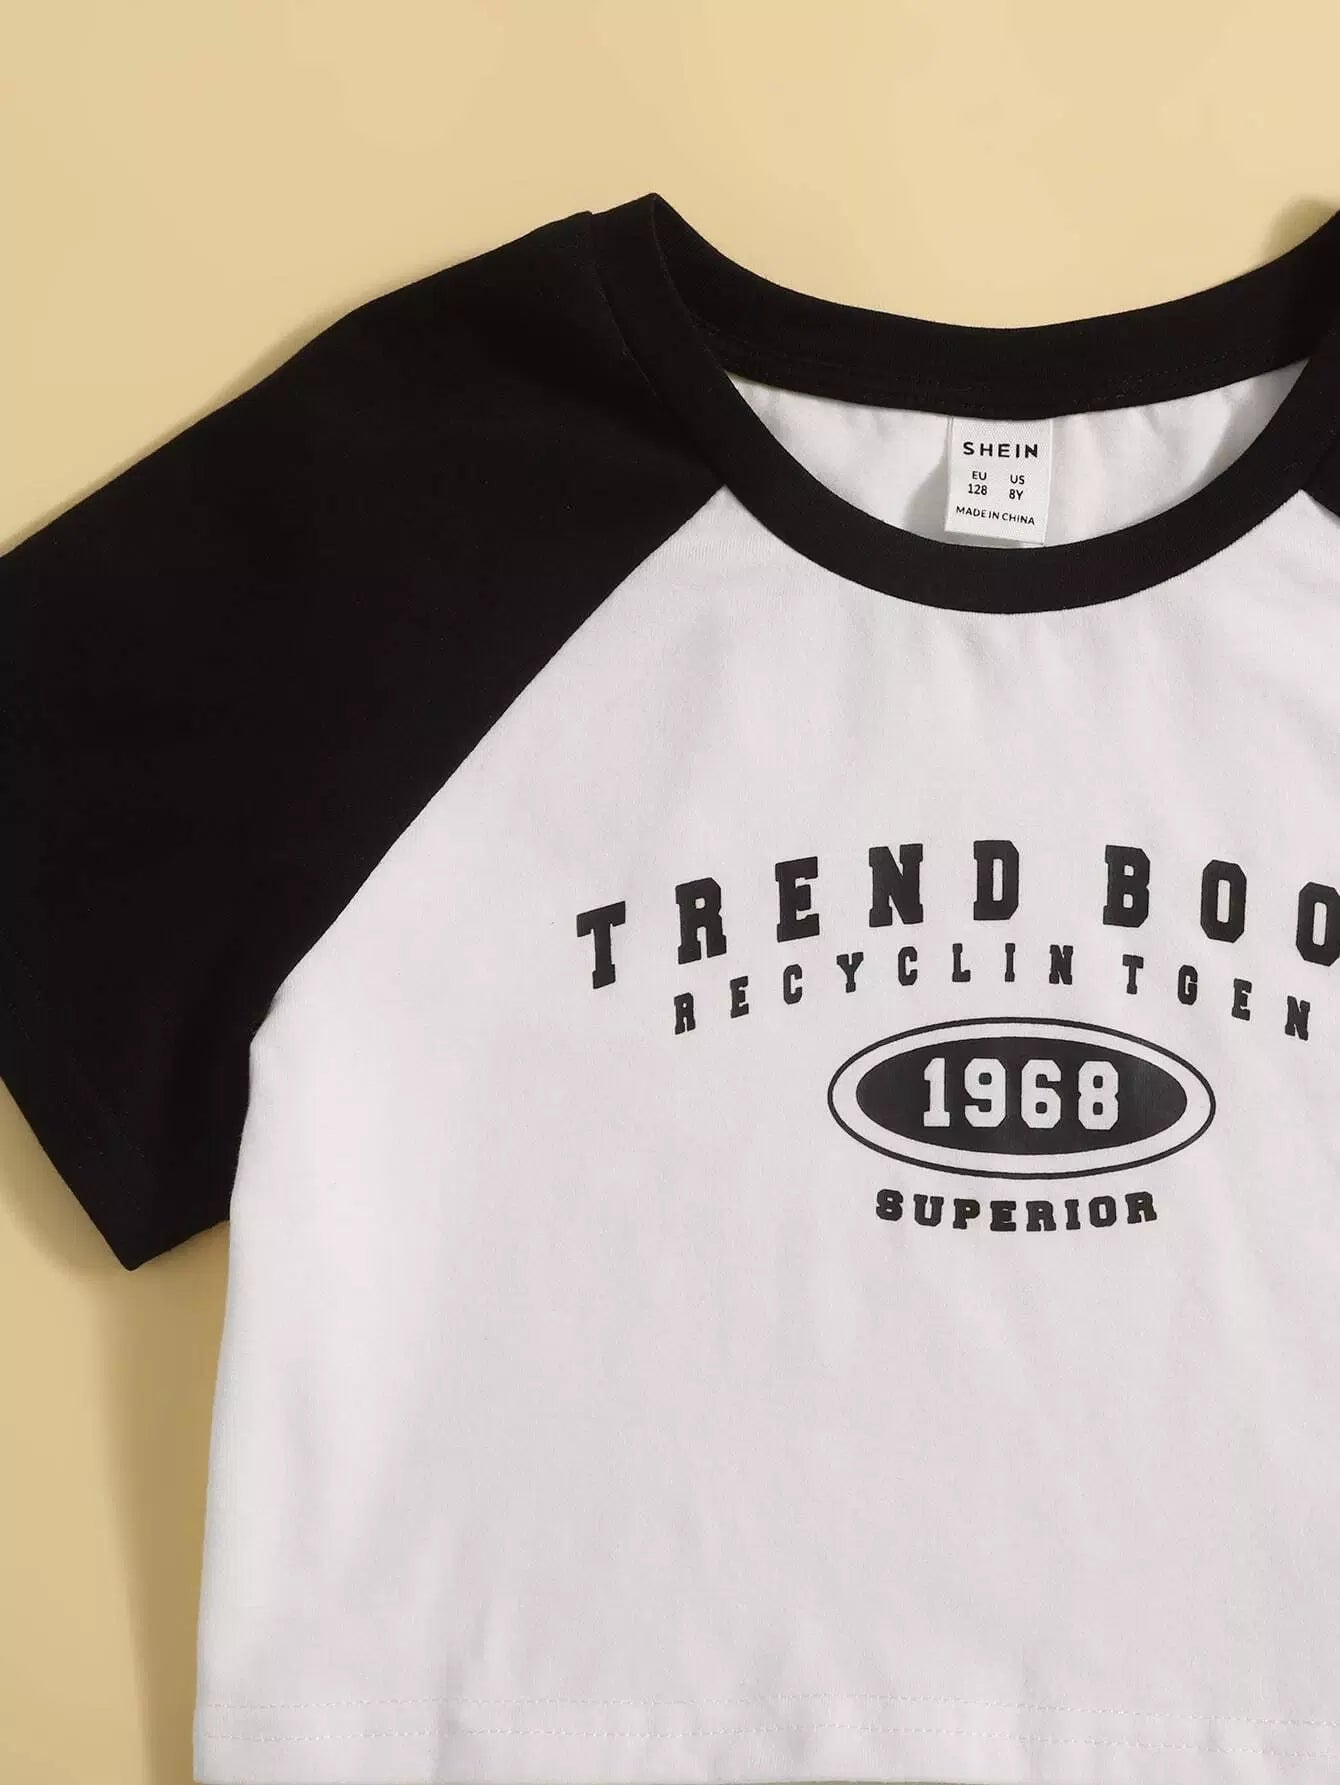 SHEIN
EU US
128 8Y
MADE IN CHINA
TREND BOO
RECYCLIN TGEN
1968
SUPERIOR